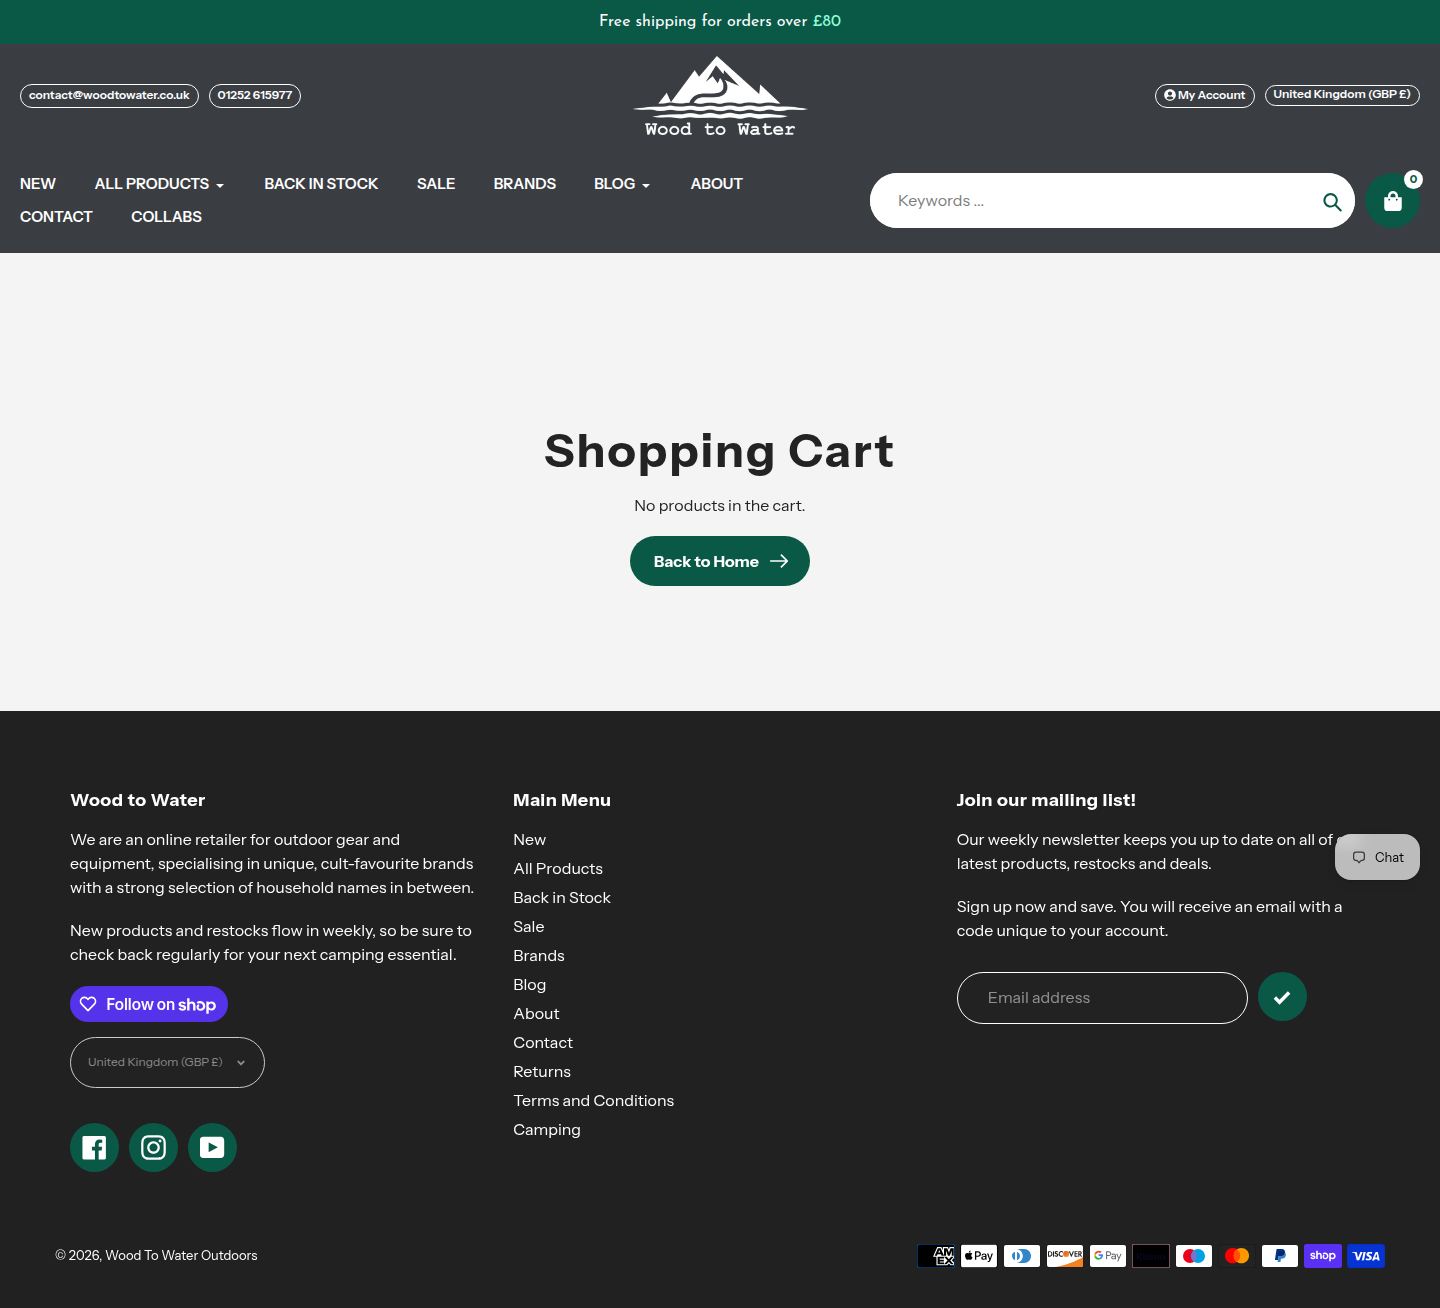 Free shipping for orders over £80
contact@woodtowater.co.uk
01252 615977
Wood to Water
My Account
United Kingdom (GBP £)
NEW
ALL PRODUCTS
BACK IN STOCK
SALE
BRANDS
BLOG
ABOUT
CONTACT
COLLABS
Keywords ...
0
Shopping Cart
No products in the cart.
Back to Home
Wood to Water
We are an online retailer for outdoor gear and
equipment, specialising in unique, cult-favourite brands
with a strong selection of household names in between.
New products and restocks flow in weekly, so be sure to
check back regularly for your next camping essential.
Follow on shop
United Kingdom (GBP £)
Main Menu
New
All Products
Back in Stock
Sale
Brands
Blog
About
Contact
Returns
Terms and Conditions
Camping
Join our mailing list!
Our weekly newsletter keeps you up to date on all of
latest products, restocks and deals.
Sign up now and save. You will receive an email with a
code unique to your account.
Email address
Chat
© 2026, Wood To Water Outdoors
AM
EX
Pay
DISCOVER
G Pay
shop
VISA